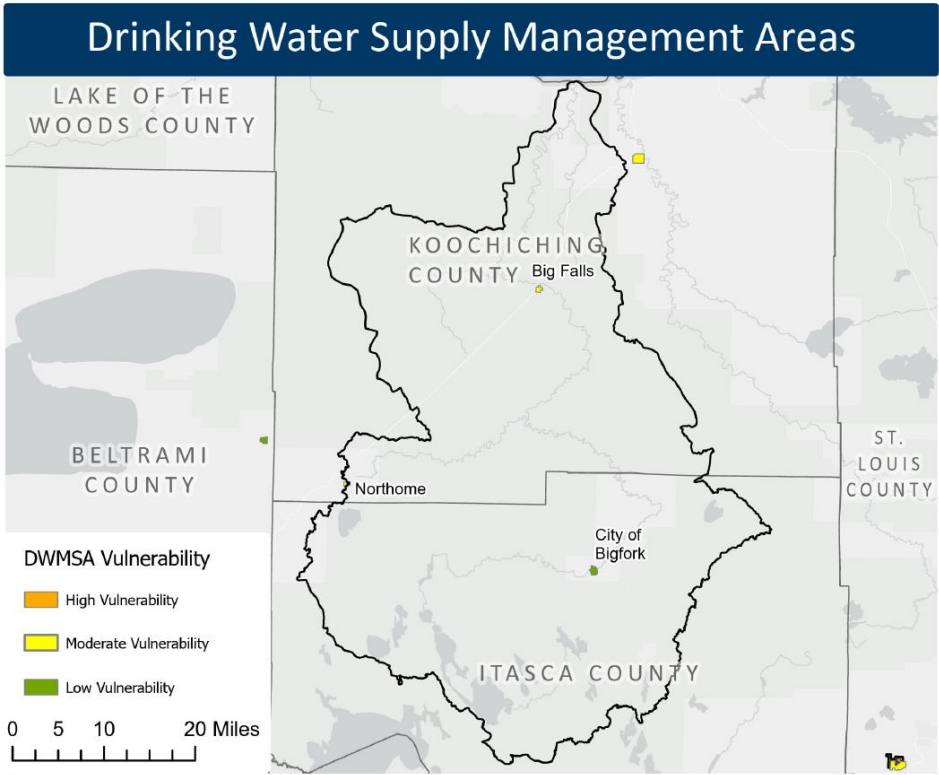 Drinking Water Supply Management Areas
LAKE OF THE
WOODS COUNTY
KOOCHICHING
COUNTY
Big Falls
BELTRAMI
COUNTY
Northome
ST.
LOUIS
COUNTY
City of
Bigfork
ITASCA COUNTY
DWMSA Vulnerability
High Vulnerability
Moderate Vulnerability
Low Vulnerability
0 5 10 20 Miles